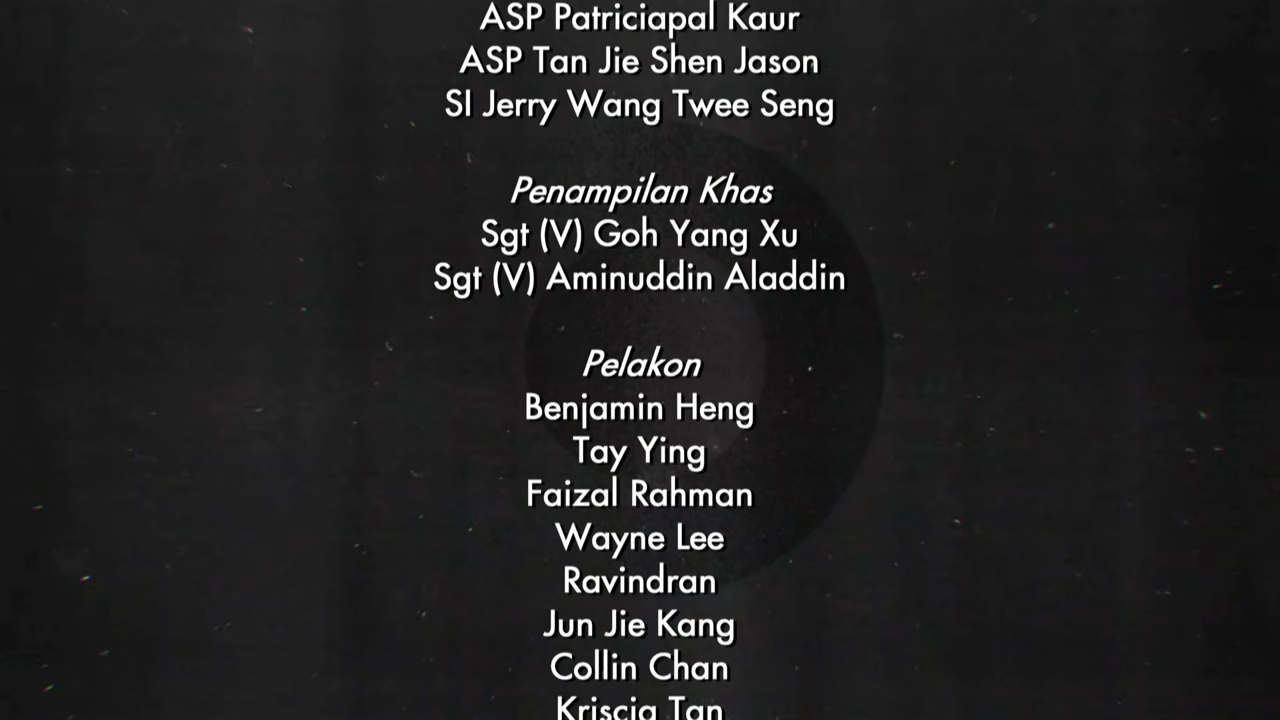 ASP Patriciapal Kaur
ASP Tan Jie Shen Jason
SI Jerry Wang Twee Seng
Penampilan Khas
Sgt (V) Goh Yang Xu
Sgt (V) Aminuddin Aladdin
Pelakon
Benjamin Heng
Tay Ying
Faizal Rahman
Wayne Lee
Ravindran
Jun Jie Kang
Collin Chan
Kriscia Tan